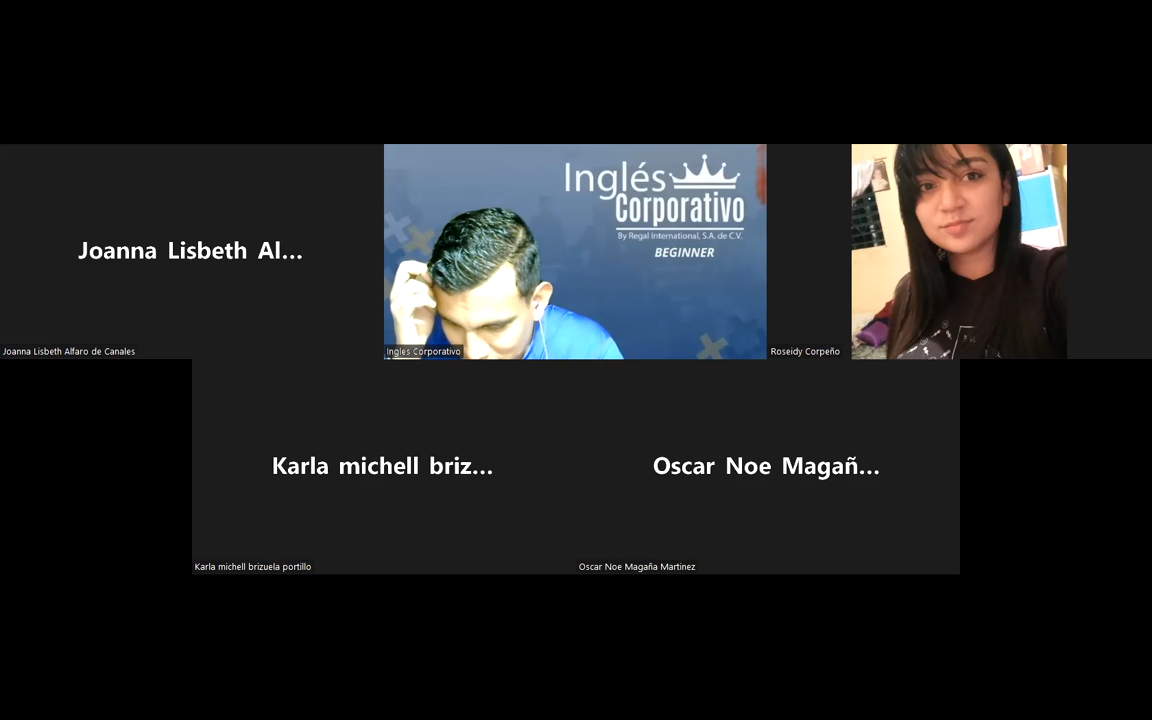 Joanna Lisbeth Al...
Joanna Lisbeth Alfaro de Canales
Inglés
Corporativo
By Regal International, S.A. de C.V.
BEGINNER
Ingles Corporativo
Roseidy Corpeño
Karla michell briz...
Karla michell brizuela portillo
Oscar Noe Magañ...
Oscar Noe Magaña Martinez